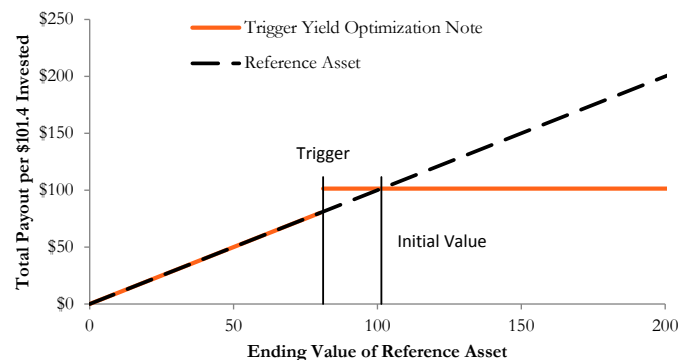 $250
Trigger Yield Optimization Note
Reference Asset
$200
$150
Trigger
$100
Initial Value
$50
$0
0 50 100 150 200
Total Payout per $101.4 Invested
Ending Value of Reference Asset